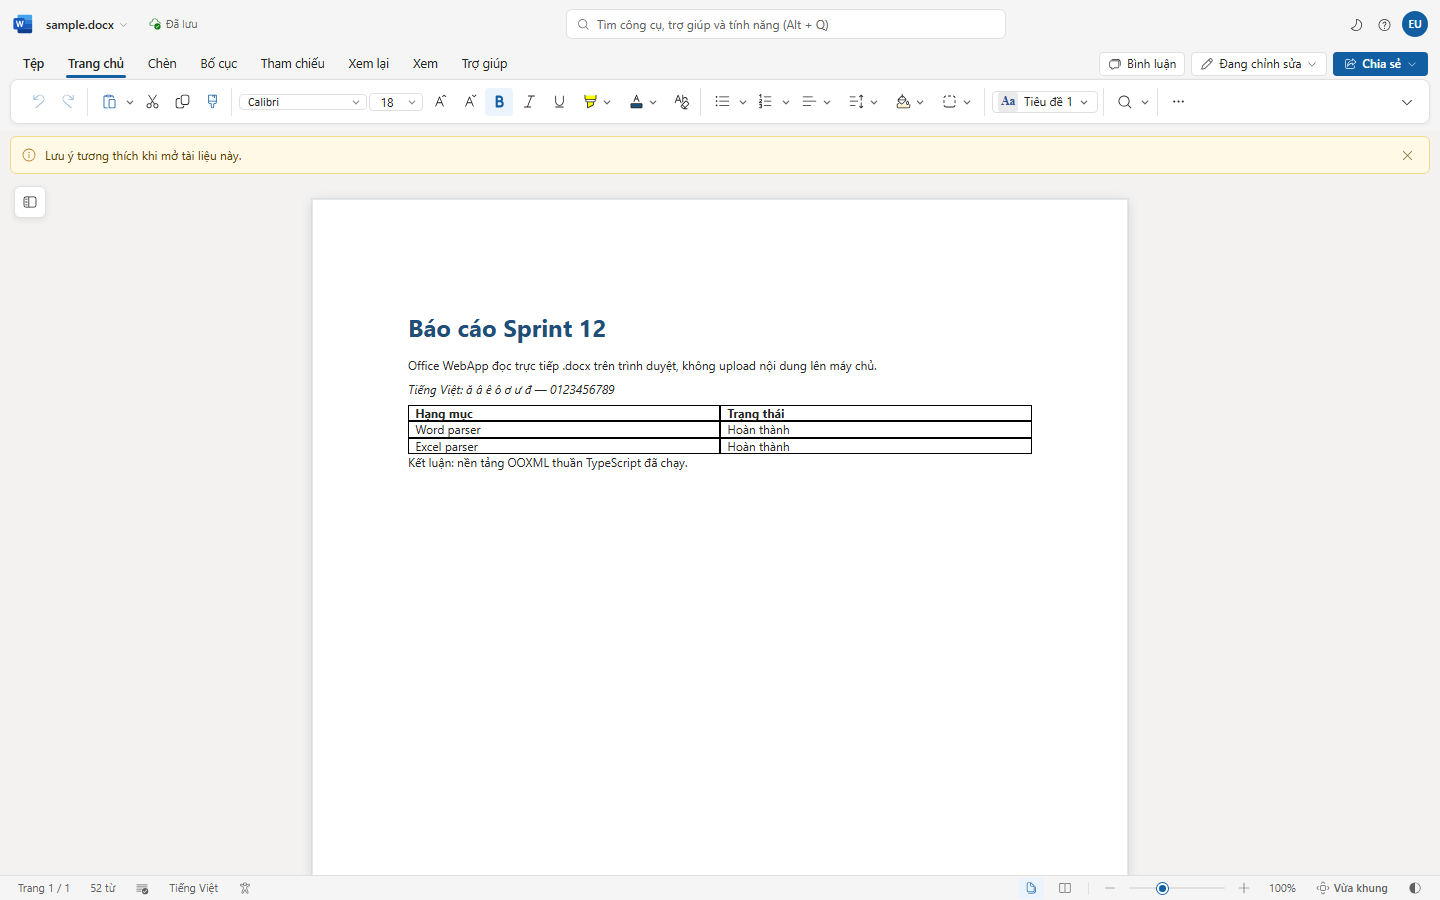 sample.docx
Đã lưu
Tìm công cụ, trợ giúp và tính năng (Alt + Q)
EU
Tệp
Trang chủ
Chèn
Bố cục
Tham chiếu
Xem lại
Xem
Trợ giúp
Bình luận
Đang chỉnh sửa
Chia sẻ
Calibri
18
B
I
U
Aa Tiêu đề 1
Lưu ý tương thích khi mở tài liệu này.
Báo cáo Sprint 12
Office WebApp đọc trực tiếp .docx trên trình duyệt, không upload nội dung lên máy chủ.
Tiếng Việt: ă â ê ô ơ ư đ — 0123456789
Hạng mục Trạng thái
Word parser Hoàn thành
Excel parser Hoàn thành
Kết luận: nền tảng OOXML thuần TypeScript đã chạy.
Trang 1 / 1
52 từ
Tiếng Việt
100%
Vừa khung